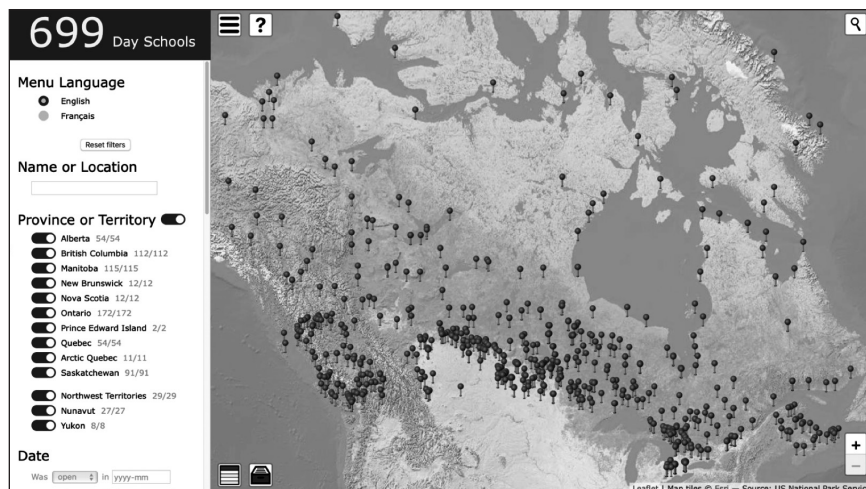 699 Day Schools
Menu Language
English
Français
Reset filters
Name or Location
Province or Territory
Alberta 54/54
British Columbia 112/112
Manitoba 115/115
New Brunswick 12/12
Nova Scotia 12/12
Ontario 172/172
Prince Edward Island 2/2
Quebec 54/54
Arctic Quebec 11/11
Saskatchewan 91/91
Northwest Territories 29/29
Nunavut 27/27
Yukon 8/8
Date
Was open in yyyy-mm
?
+
−
Leaflet | Map tiles © Esri — Source: US National Park Service